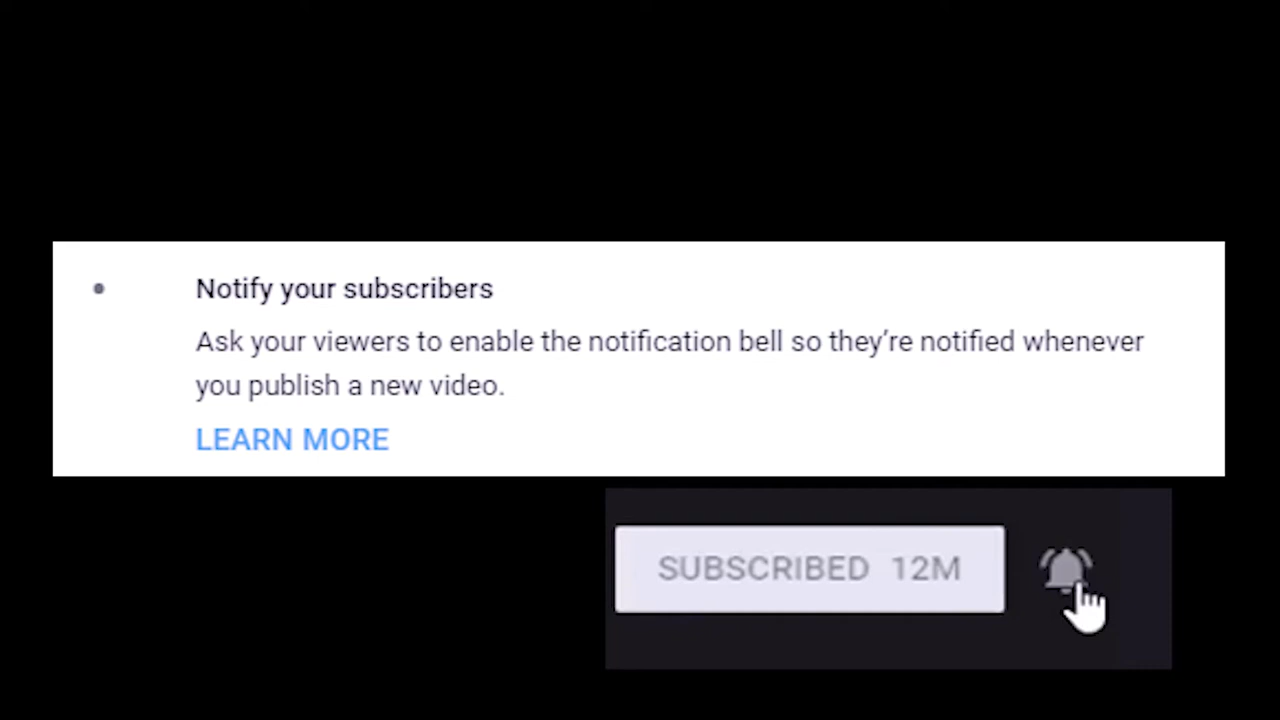 Notify your subscribers
Ask your viewers to enable the notification bell so they’re notified whenever
you publish a new video.
LEARN MORE
SUBSCRIBED 12M